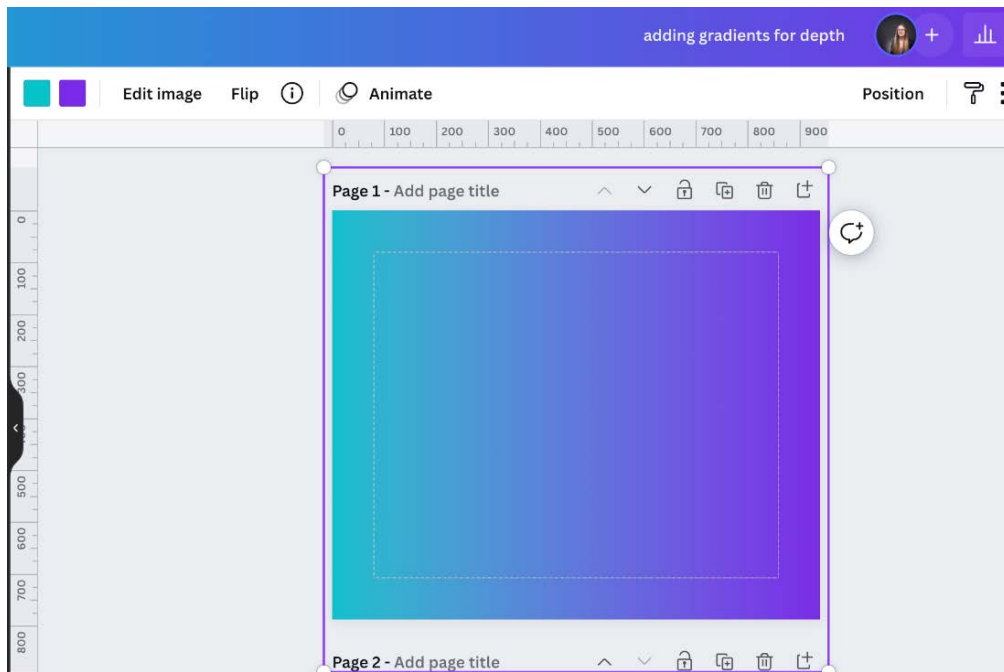 adding gradients for depth
+
Edit image Flip Animate Position
0 100 200 300 400 500 600 700 800 900
Page 1 - Add page title
0
100
200
300
500
600
700
800
Page 2 - Add page title